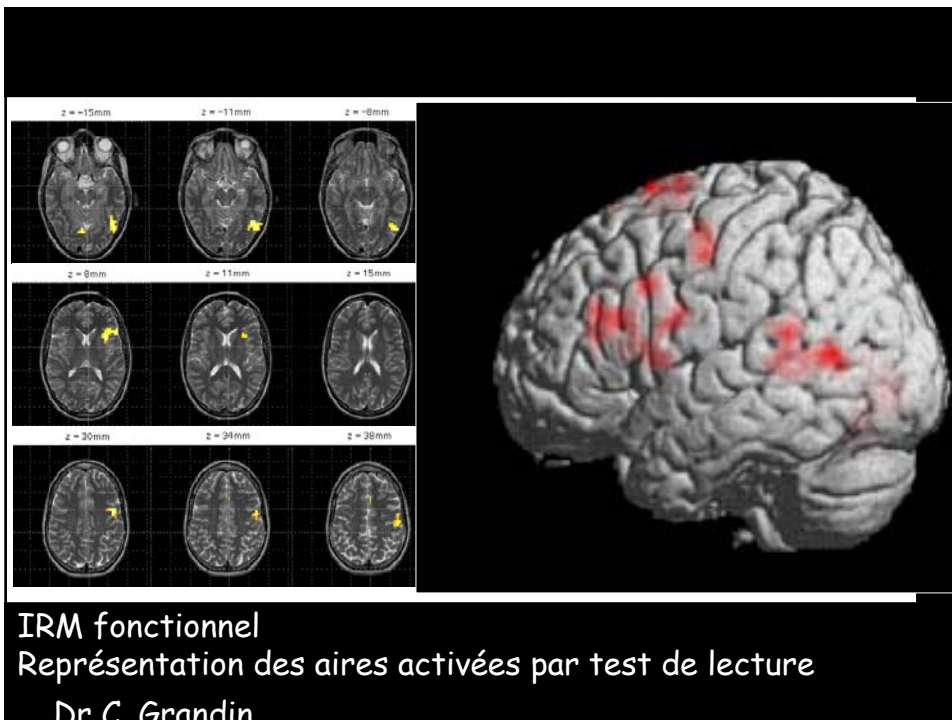 z = -15mm z = -11mm z = -8mm
z = 8mm z = 11mm z = 15mm
z = 30mm z = 34mm z = 38mm
IRM fonctionnel
Représentation des aires activées par test de lecture
Dr C. Grandin